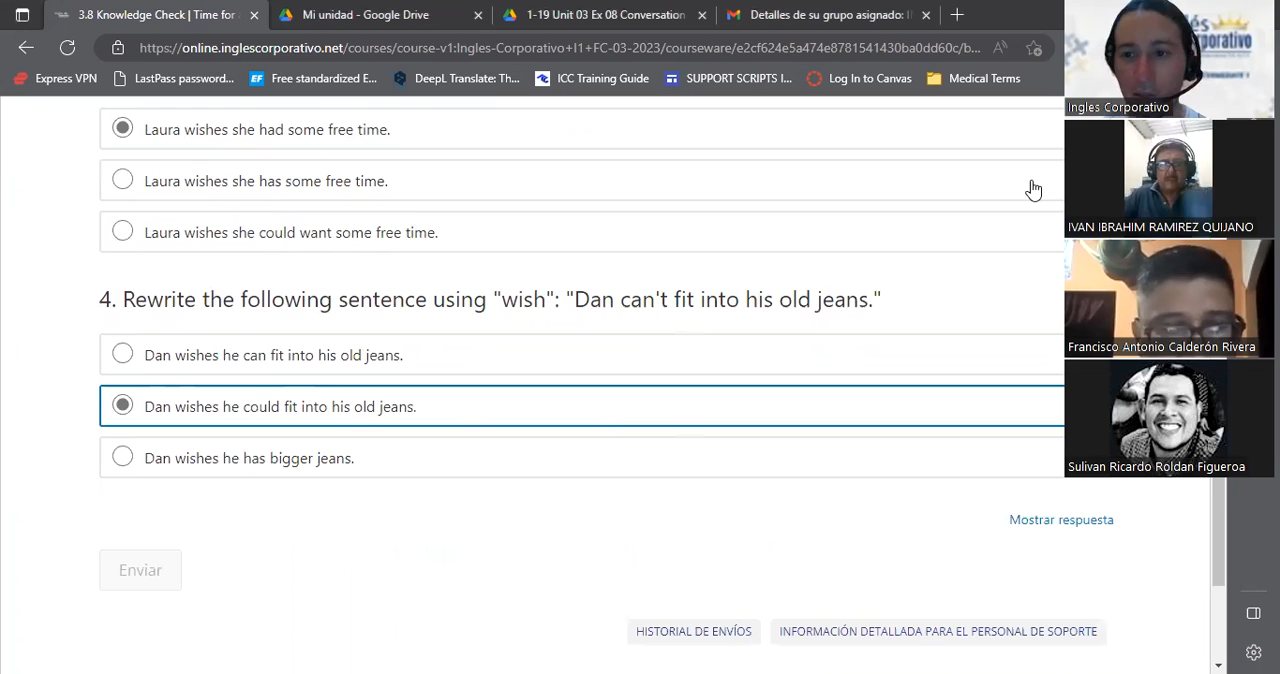 3.8 Knowledge Check | Time for
Mi unidad - Google Drive
1-19 Unit 03 Ex 08 Conversation
Detalles de su grupo asignado: I
https://online.inglescorporativo.net/courses/course-v1:Ingles-Corporativo+I1+FC-03-2023/courseware/e2cf624e5a474e8781541430ba0dd60c/b...
Express VPN
LastPass password...
EF Free standardized E...
DeepL Translate: Th...
ICC Training Guide
SUPPORT SCRIPTS I...
Log In to Canvas
Medical Terms
Ingles Corporativo
Laura wishes she had some free time.
Laura wishes she has some free time.
IVAN IBRAHIM RAMIREZ QUIJANO
Laura wishes she could want some free time.
4. Rewrite the following sentence using "wish": "Dan can't fit into his old jeans."
Francisco Antonio Calderón Rivera
Dan wishes he can fit into his old jeans.
Dan wishes he could fit into his old jeans.
Dan wishes he has bigger jeans.
Sulivan Ricardo Roldan Figueroa
Mostrar respuesta
Enviar
HISTORIAL DE ENVÍOS
INFORMACIÓN DETALLADA PARA EL PERSONAL DE SOPORTE